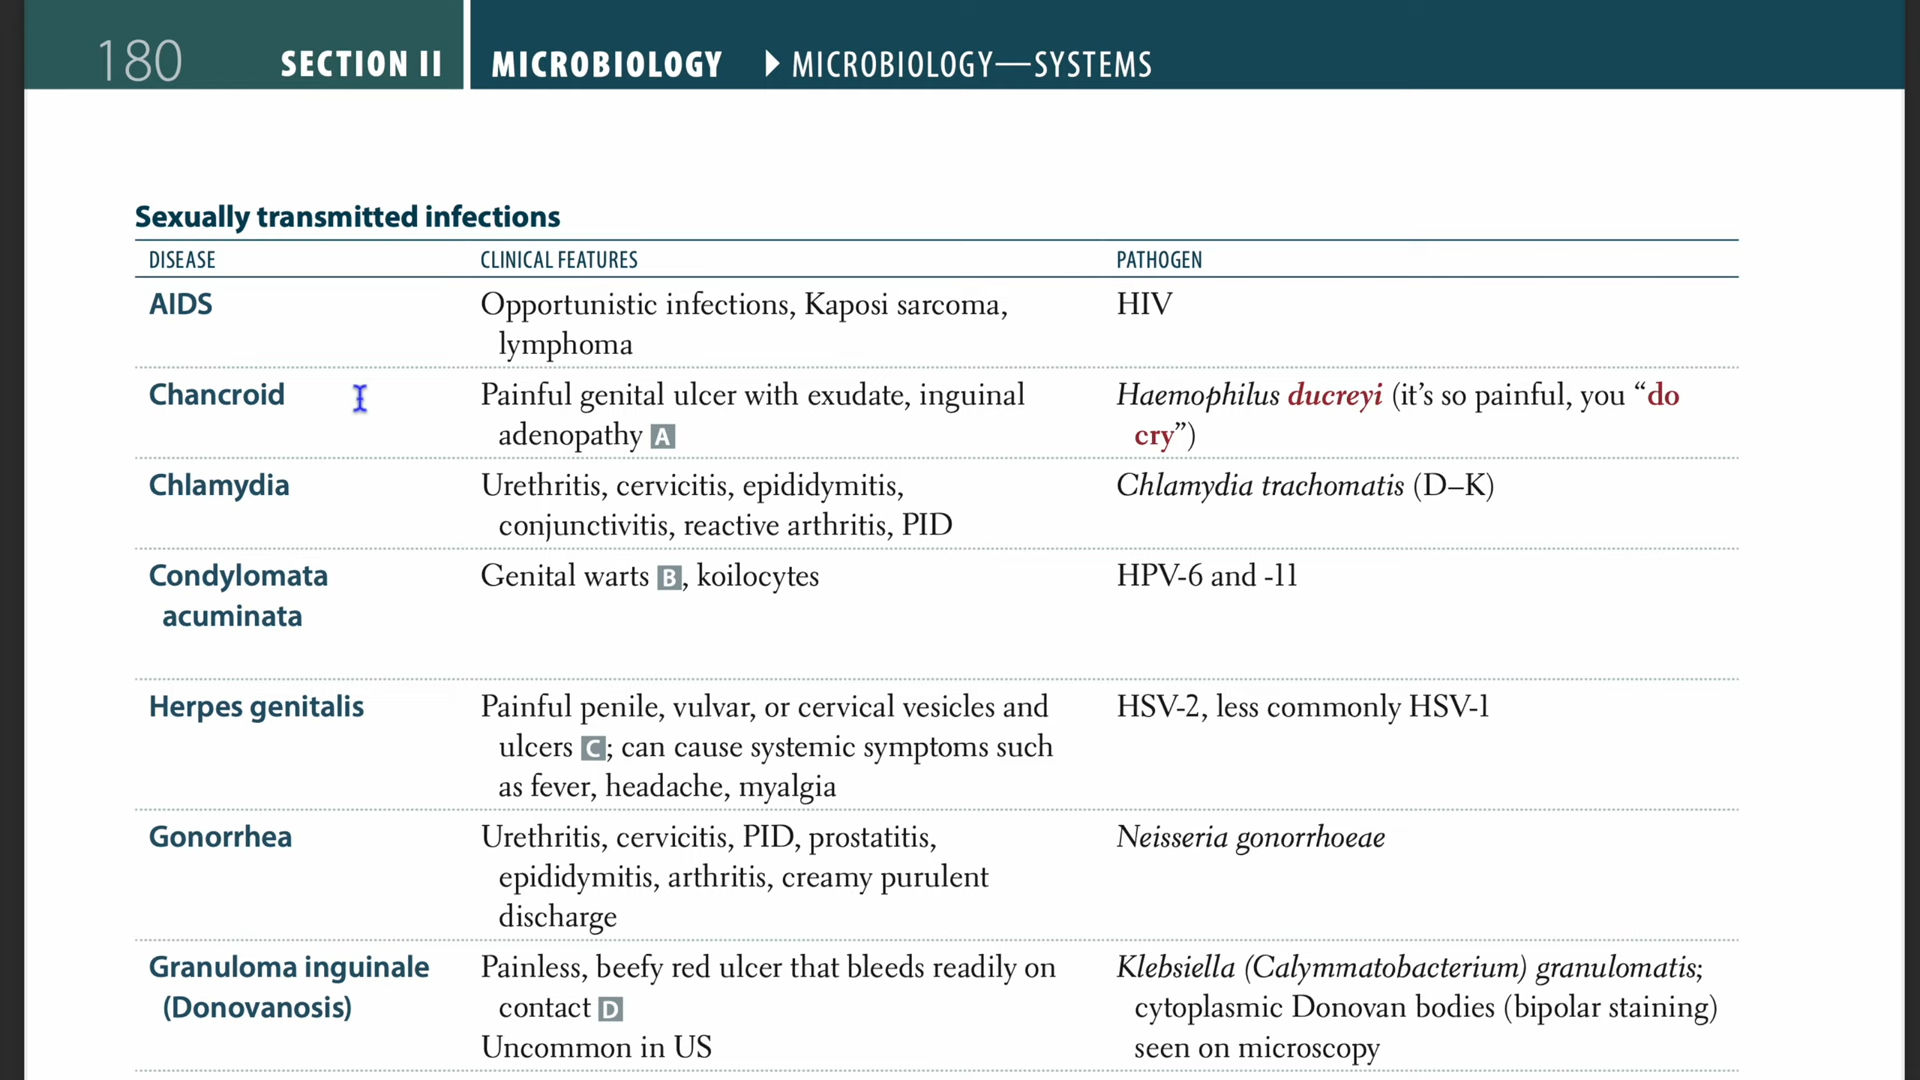 180 SECTION II MICROBIOLOGY ▶ MICROBIOLOGY—SYSTEMS
Sexually transmitted infections
DISEASE CLINICAL FEATURES PATHOGEN
AIDS Opportunistic infections, Kaposi sarcoma, HIV
lymphoma
Chancroid Painful genital ulcer with exudate, inguinal Haemophilus ducreyi (it's so painful, you “do
adenopathy A cry”)
Chlamydia Urethritis, cervicitis, epididymitis, Chlamydia trachomatis (D–K)
conjunctivitis, reactive arthritis, PID
Condylomata Genital warts B, koilocytes HPV-6 and -11
acuminata
Herpes genitalis Painful penile, vulvar, or cervical vesicles and HSV-2, less commonly HSV-1
ulcers C; can cause systemic symptoms such
as fever, headache, myalgia
Gonorrhea Urethritis, cervicitis, PID, prostatitis, Neisseria gonorrhoeae
epididymitis, arthritis, creamy purulent
discharge
Granuloma inguinale Painless, beefy red ulcer that bleeds readily on Klebsiella (Calymmatobacterium) granulomatis;
(Donovanosis) contact D cytoplasmic Donovan bodies (bipolar staining)
Uncommon in US seen on microscopy